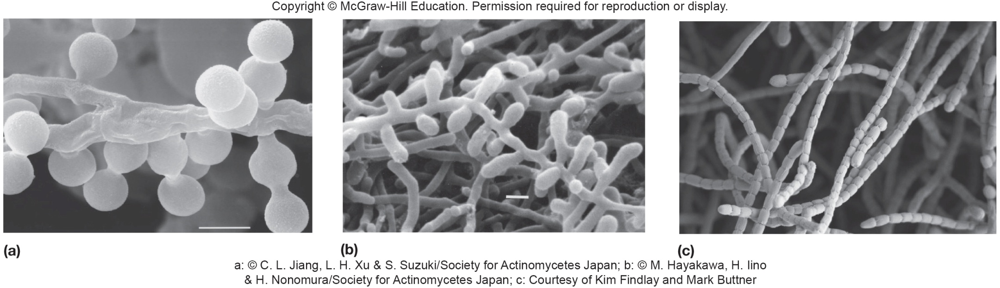 Copyright © McGraw-Hill Education. Permission required for reproduction or display.
(a)
(b)
(c)
a: © C. L. Jiang, L. H. Xu & S. Suzuki/Society for Actinomycetes Japan; b: © M. Hayakawa, H. Iino
& H. Nonomura/Society for Actinomycetes Japan; c: Courtesy of Kim Findlay and Mark Buttner